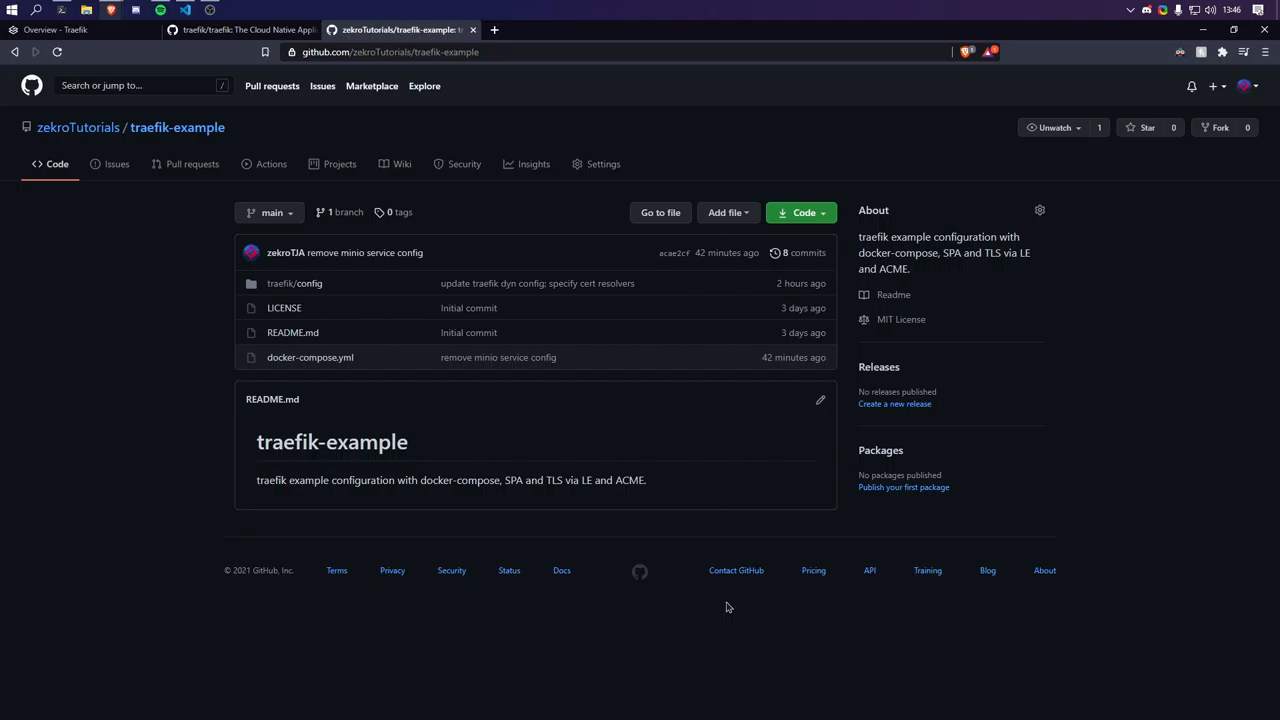 13:46
Overview - Traefik
traefik/traefik: The Cloud Native Appli
zekroTutorials/traefik-example: t
github.com/zekroTutorials/traefik-example
Search or jump to...
/
Pull requests
Issues
Marketplace
Explore
zekroTutorials / traefik-example
Unwatch
1
Star
0
Fork
0
Code
Issues
Pull requests
Actions
Projects
Wiki
Security
Insights
Settings
main
1 branch
0 tags
Go to file
Add file
Code
About
traefik example configuration with
docker-compose, SPA and TLS via LE
and ACME.
Readme
MIT License
zekroTJA remove minio service config
acae2cf 42 minutes ago
8 commits
traefik/config
update traefik dyn config; specify cert resolvers
2 hours ago
LICENSE
Initial commit
3 days ago
README.md
Initial commit
3 days ago
docker-compose.yml
remove minio service config
42 minutes ago
Releases
No releases published
Create a new release
README.md
traefik-example
traefik example configuration with docker-compose, SPA and TLS via LE and ACME.
Packages
No packages published
Publish your first package
© 2021 GitHub, Inc.
Terms
Privacy
Security
Status
Docs
Contact GitHub
Pricing
API
Training
Blog
About